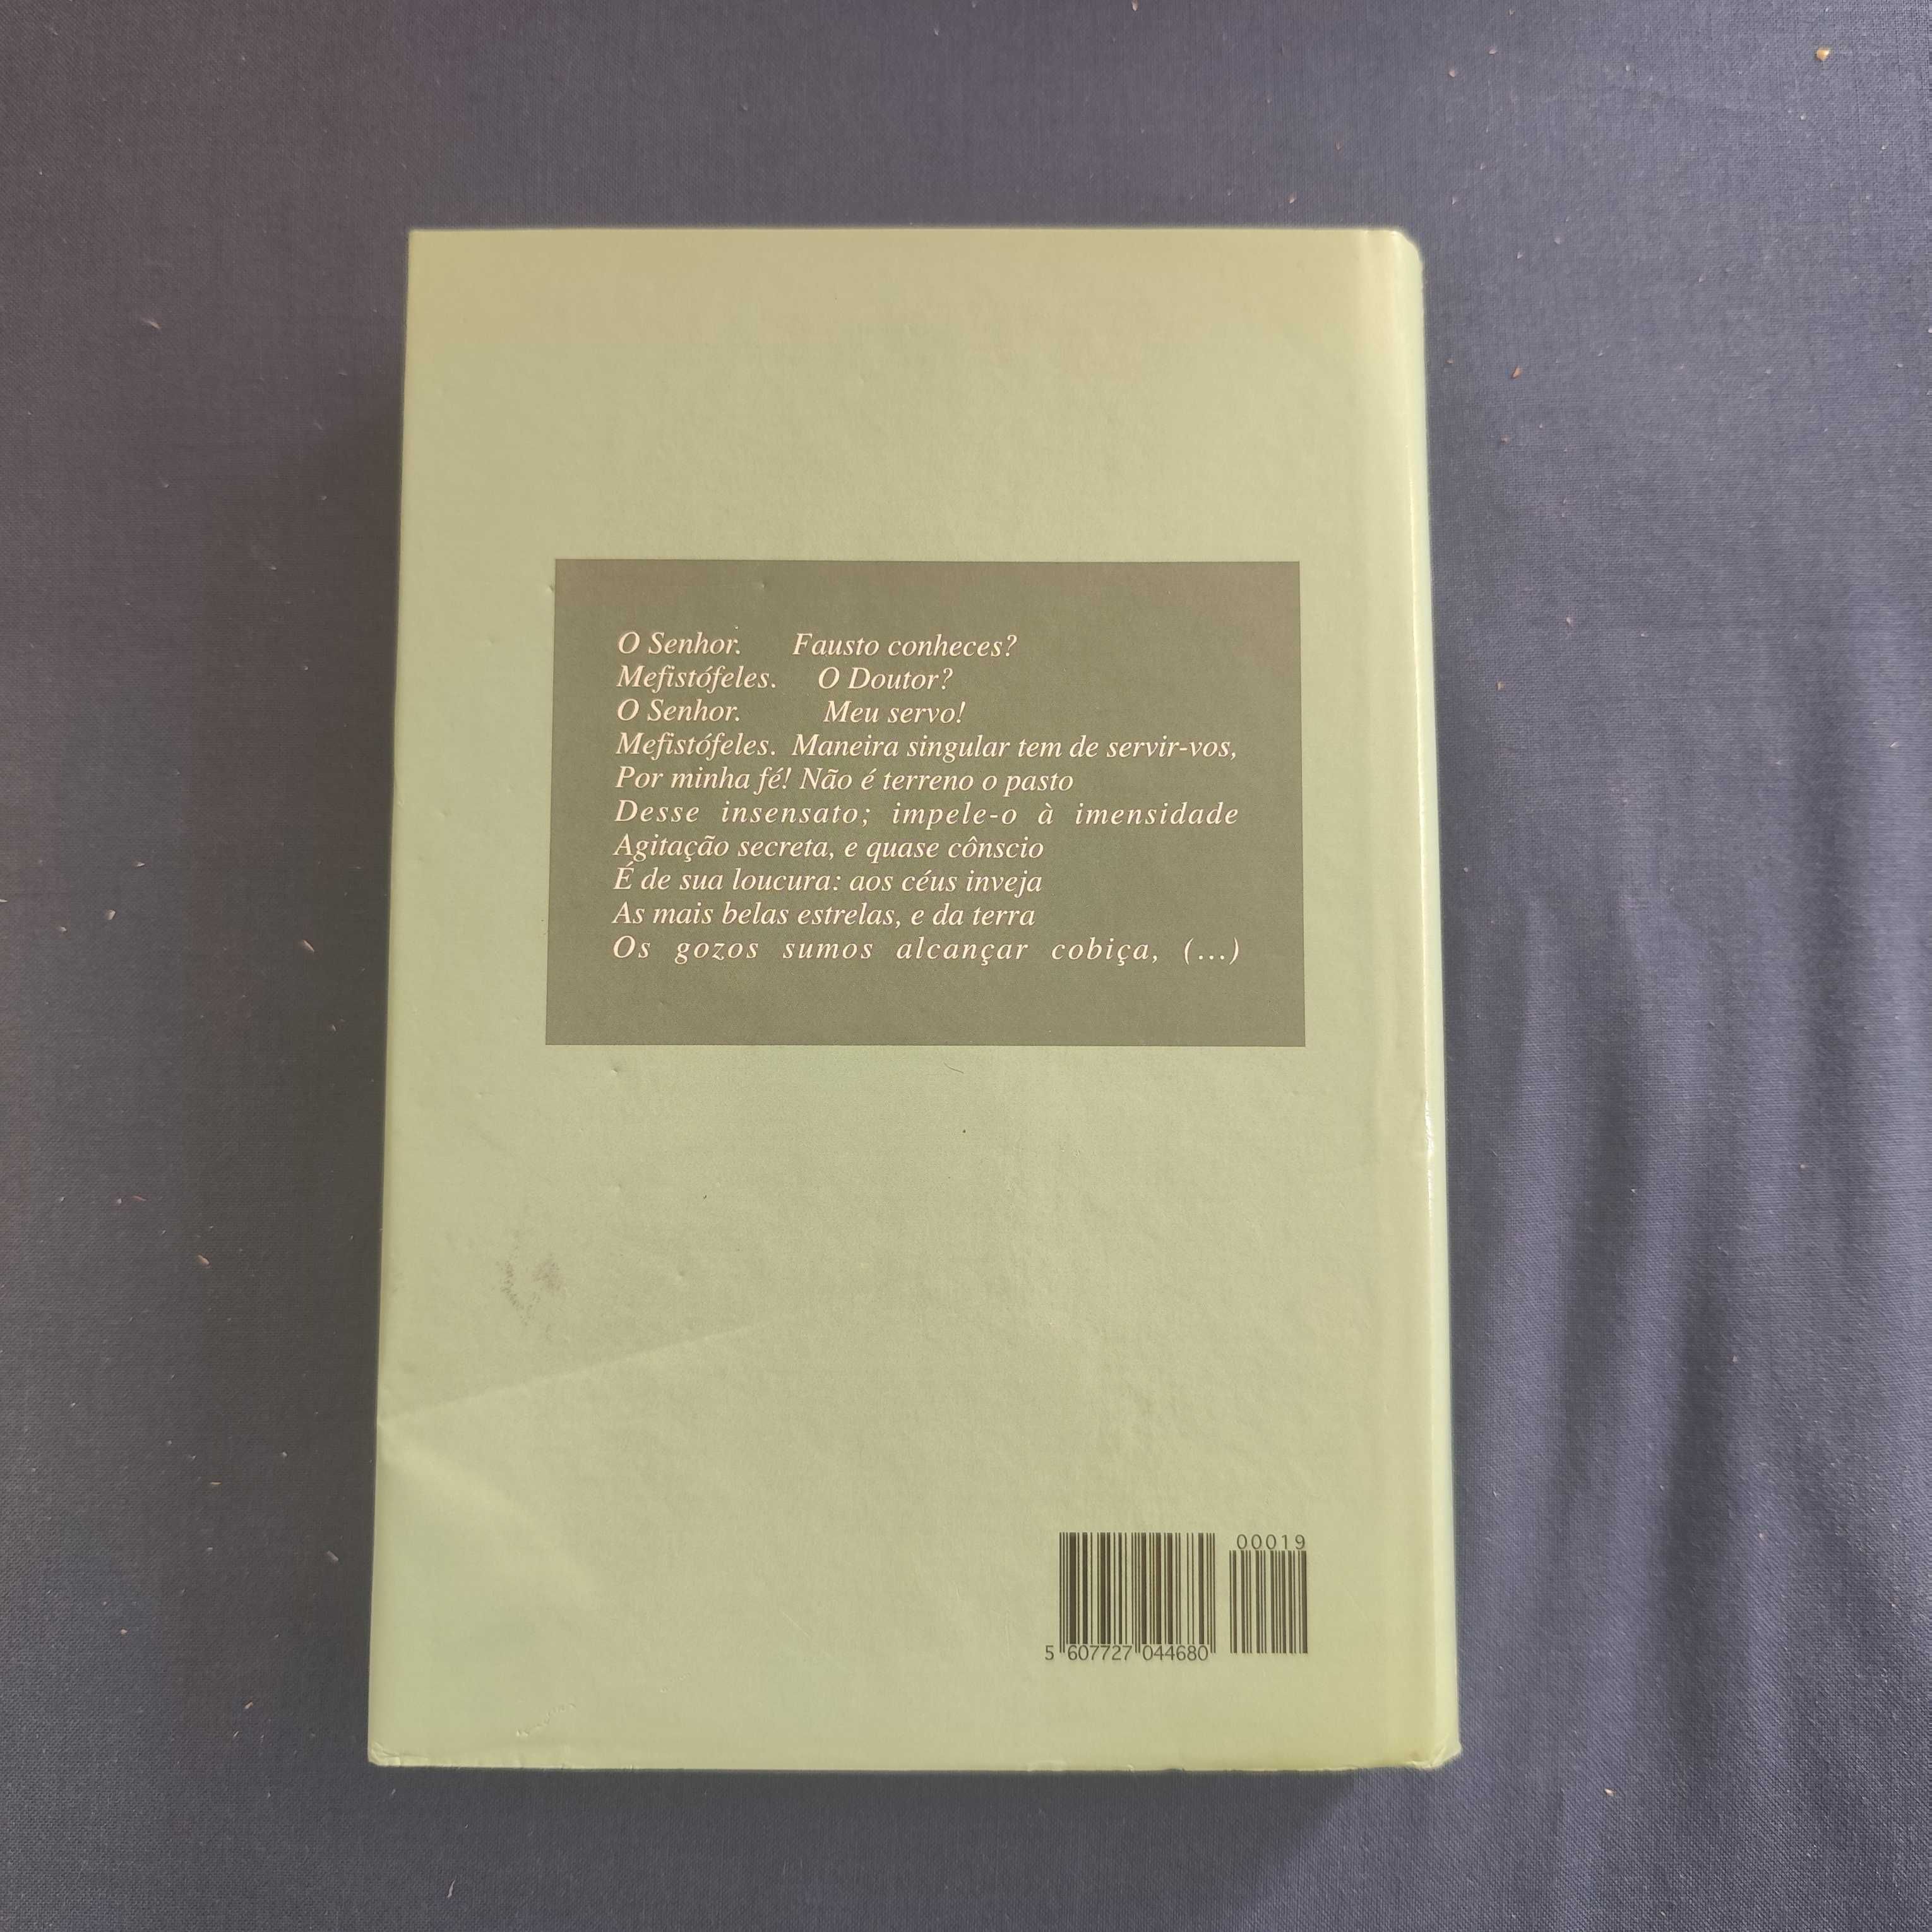 O Senhor. Fausto conheces?
Mefistófeles. O Doutor?
O Senhor. Meu servo!
Mefistófeles. Maneira singular tem de servir-vos,
Por minha fé! Não é terreno o pasto
Desse insensato; impele-o à imensidade
Agitação secreta, e quase cônscio
É de sua loucura: aos céus inveja
As mais belas estrelas, e da terra
Os gozos sumos alcançar cobiça, (...)
00019
5 607727 044680